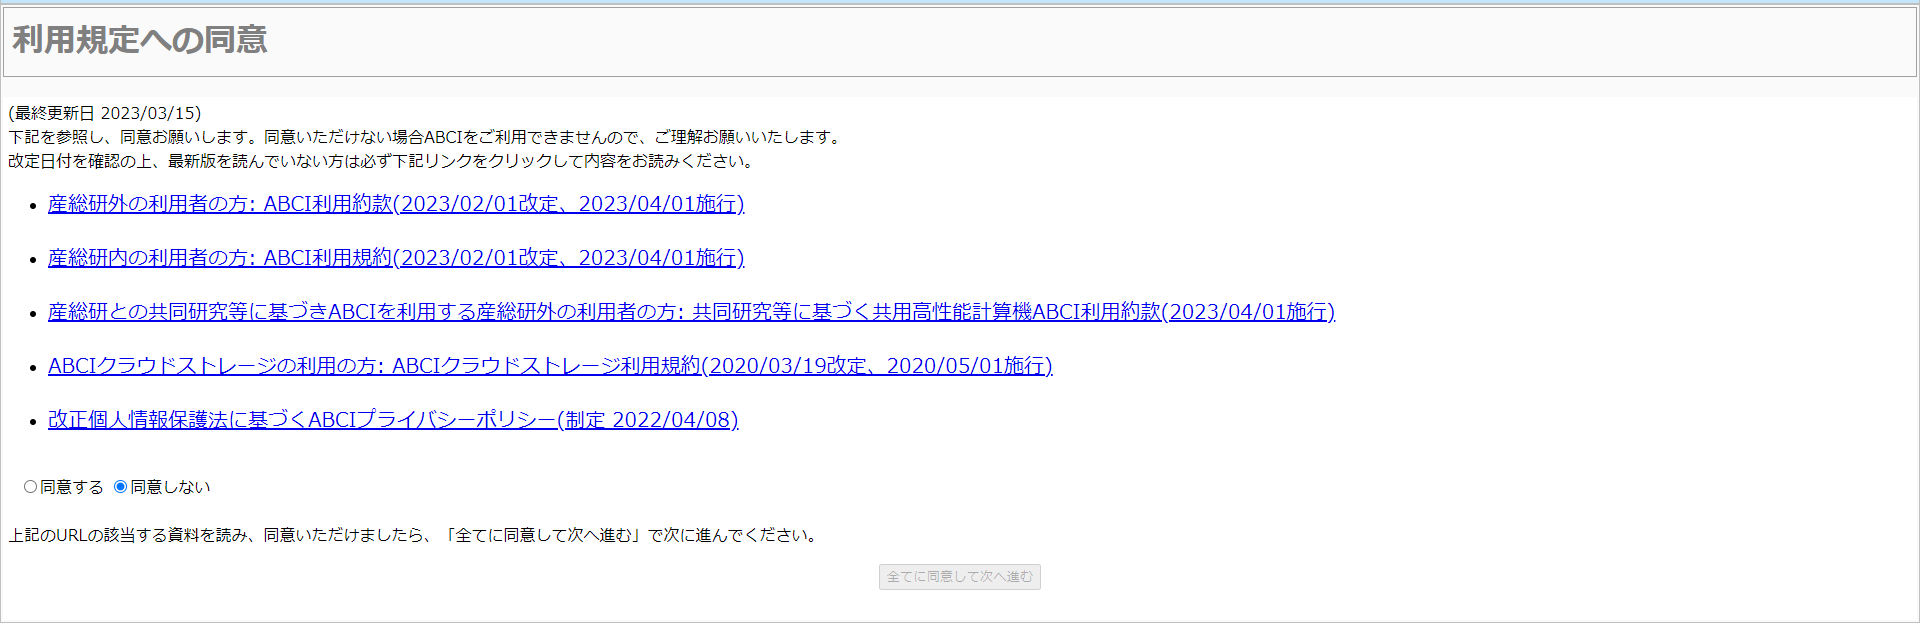 利用規定への同意
(最終更新日 2023/03/15)
下記を参照し、同意お願いします。同意いただけない場合ABCIをご利用できませんので、ご理解お願いいたします。
改定日付を確認の上、最新版を読んでいない方は必ず下記リンクをクリックして内容をお読みください。
産総研外の利用者の方: ABCI利用約款(2023/02/01改定、2023/04/01施行)
産総研内の利用者の方: ABCI利用規約(2023/02/01改定、2023/04/01施行)
産総研との共同研究等に基づきABCIを利用する産総研外の利用者の方: 共同研究等に基づく共用高性能計算機ABCI利用約款(2023/04/01施行)
ABCIクラウドストレージの利用の方: ABCIクラウドストレージ利用規約(2020/03/19改定、2020/05/01施行)
改正個人情報保護法に基づくABCIプライバシーポリシー(制定 2022/04/08)
同意する 同意しない
上記のURLの該当する資料を読み、同意いただけましたら、「全てに同意して次へ進む」で次に進んでください。
全てに同意して次へ進む